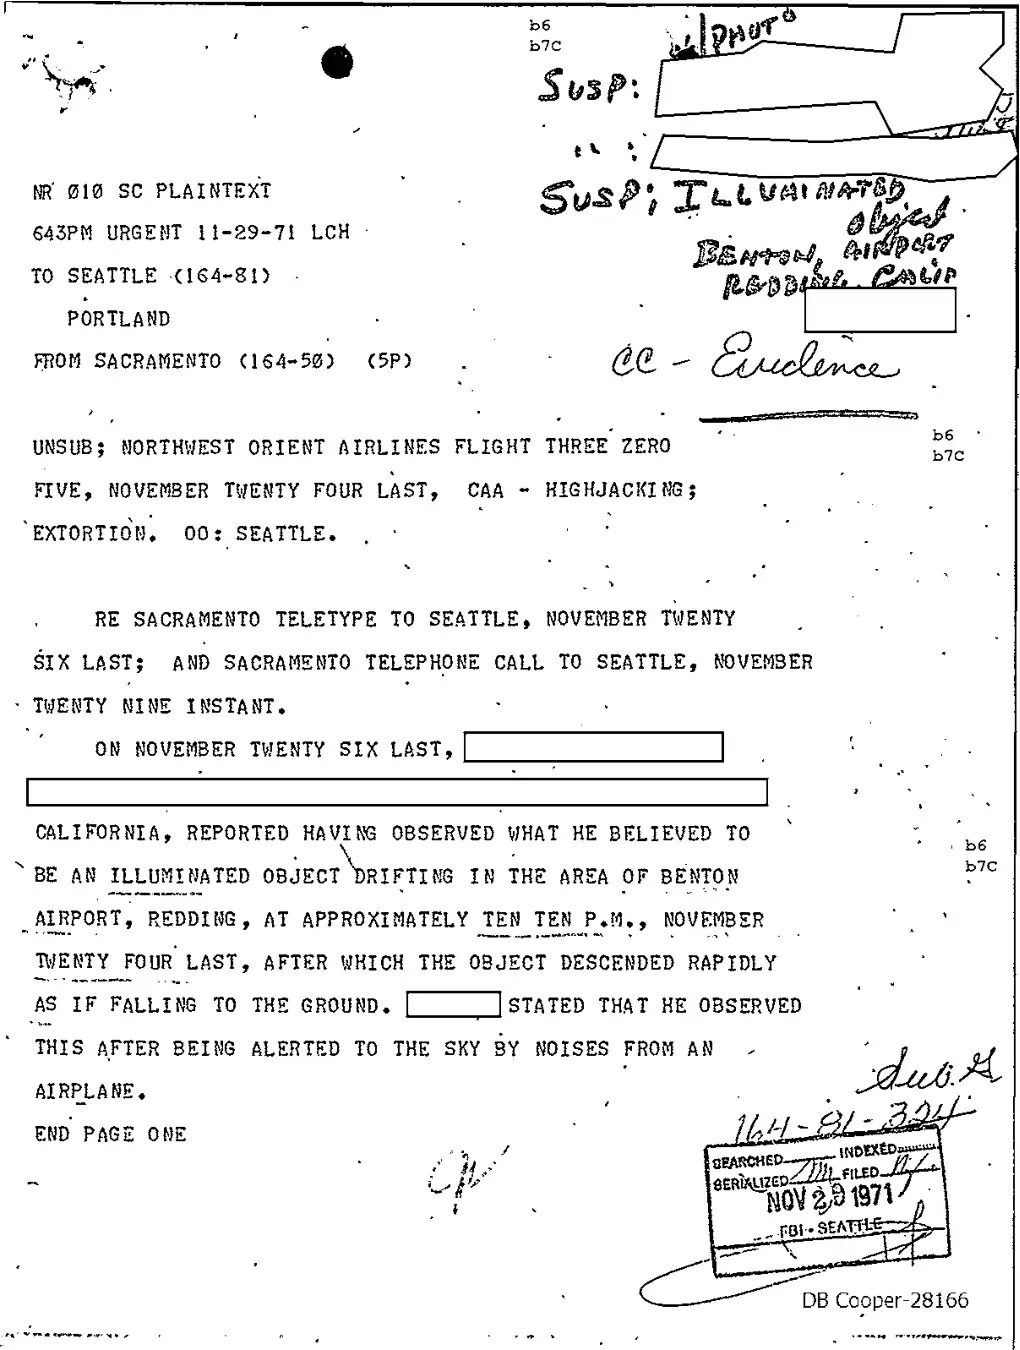 b6
b7C
PHOTO
SUSP:
" :
SUSP; ILLUMINATED
Object
BENTON, AIRPORT
REDDING, CALIF
NR 010 SC PLAINTEXT
643PM URGENT 11-29-71 LCH
TO SEATTLE (164-81)
PORTLAND
FROM SACRAMENTO (164-50) (5P)
CC - Evidence
b6
b7C
UNSUB; NORTHWEST ORIENT AIRLINES FLIGHT THREE ZERO
FIVE, NOVEMBER TWENTY FOUR LAST, CAA - HIGHJACKING;
EXTORTION. OO: SEATTLE.
RE SACRAMENTO TELETYPE TO SEATTLE, NOVEMBER TWENTY
SIX LAST; AND SACRAMENTO TELEPHONE CALL TO SEATTLE, NOVEMBER
TWENTY NINE INSTANT.
ON NOVEMBER TWENTY SIX LAST,
CALIFORNIA, REPORTED HAVING OBSERVED WHAT HE BELIEVED TO
b6
b7C
BE AN ILLUMINATED OBJECT DRIFTING IN THE AREA OF BENTON
AIRPORT, REDDING, AT APPROXIMATELY TEN TEN P.M., NOVEMBER
TWENTY FOUR LAST, AFTER WHICH THE OBJECT DESCENDED RAPIDLY
AS IF FALLING TO THE GROUND. STATED THAT HE OBSERVED
THIS AFTER BEING ALERTED TO THE SKY BY NOISES FROM AN
AIRPLANE.
END PAGE ONE
Sub G
164-81-324
SEARCHED INDEXED
SERIALIZED FILED
NOV 29 1971
FBI - SEATTLE
DB Cooper-28166